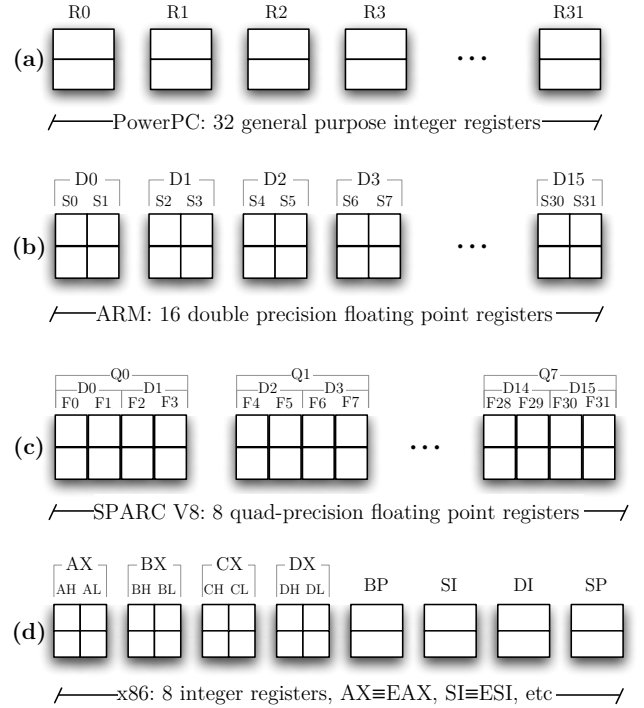 R0 R1 R2 R3 R31
(a) ...
PowerPC: 32 general purpose integer registers
D0 D1 D2 D3 D15
S0 S1 S2 S3 S4 S5 S6 S7 S30 S31
(b) ...
ARM: 16 double precision floating point registers
Q0 Q1 Q7
D0 D1 D2 D3 D14 D15
F0 F1 F2 F3 F4 F5 F6 F7 F28 F29 F30 F31
(c) ...
SPARC V8: 8 quad-precision floating point registers
AX BX CX DX BP SI DI SP
AH AL BH BL CH CL DH DL
(d)
x86: 8 integer registers, AX≡EAX, SI≡ESI, etc